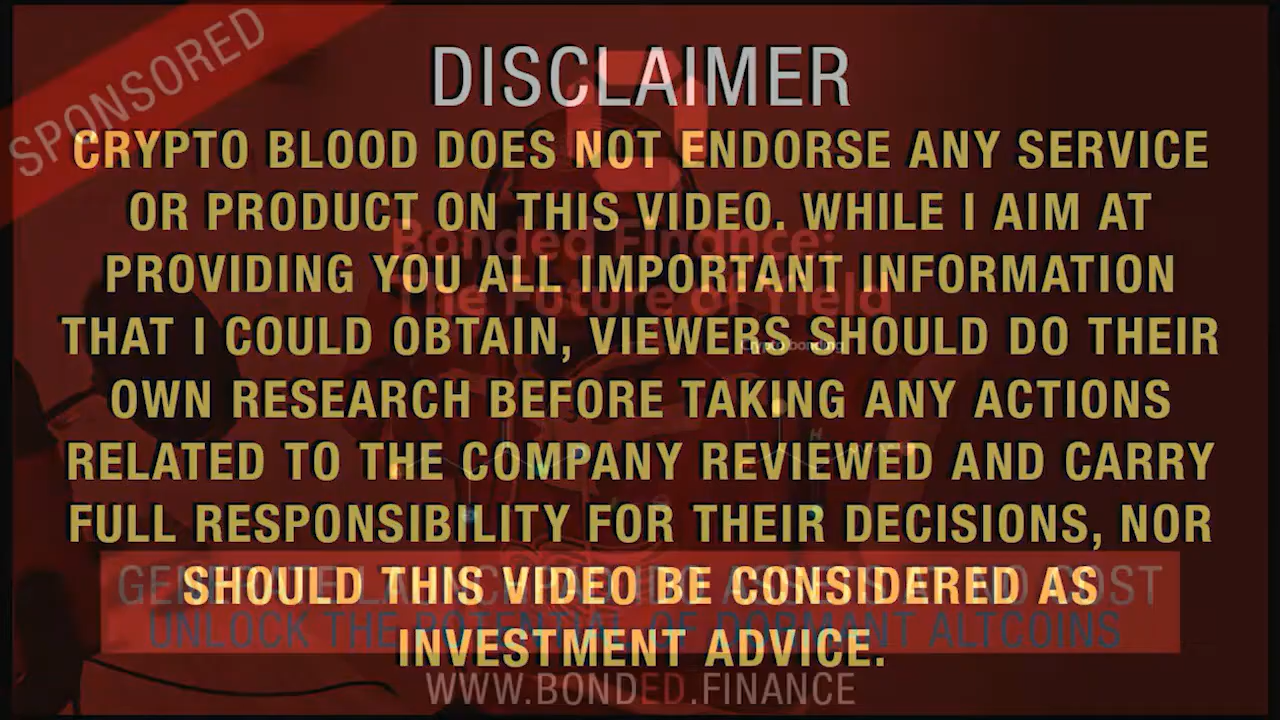 SPONSORED
DISCLAIMER
CRYPTO BLOOD DOES NOT ENDORSE ANY SERVICE
OR PRODUCT ON THIS VIDEO. WHILE I AIM AT
Bonded Finance:
PROVIDING YOU ALL IMPORTANT INFORMATION
The Future of Yield
THAT I COULD OBTAIN, VIEWERS SHOULD DO THEIR
Cryptobonding
OWN RESEARCH BEFORE TAKING ANY ACTIONS
RELATED TO THE COMPANY REVIEWED AND CARRY
FULL RESPONSIBILITY FOR THEIR DECISIONS, NOR
SHOULD THIS VIDEO BE CONSIDERED AS
COST
UNLOCK THE POTENTIAL OF DORMANT ALTCOINS
INVESTMENT ADVICE.
WWW.BONDED.FINANCE